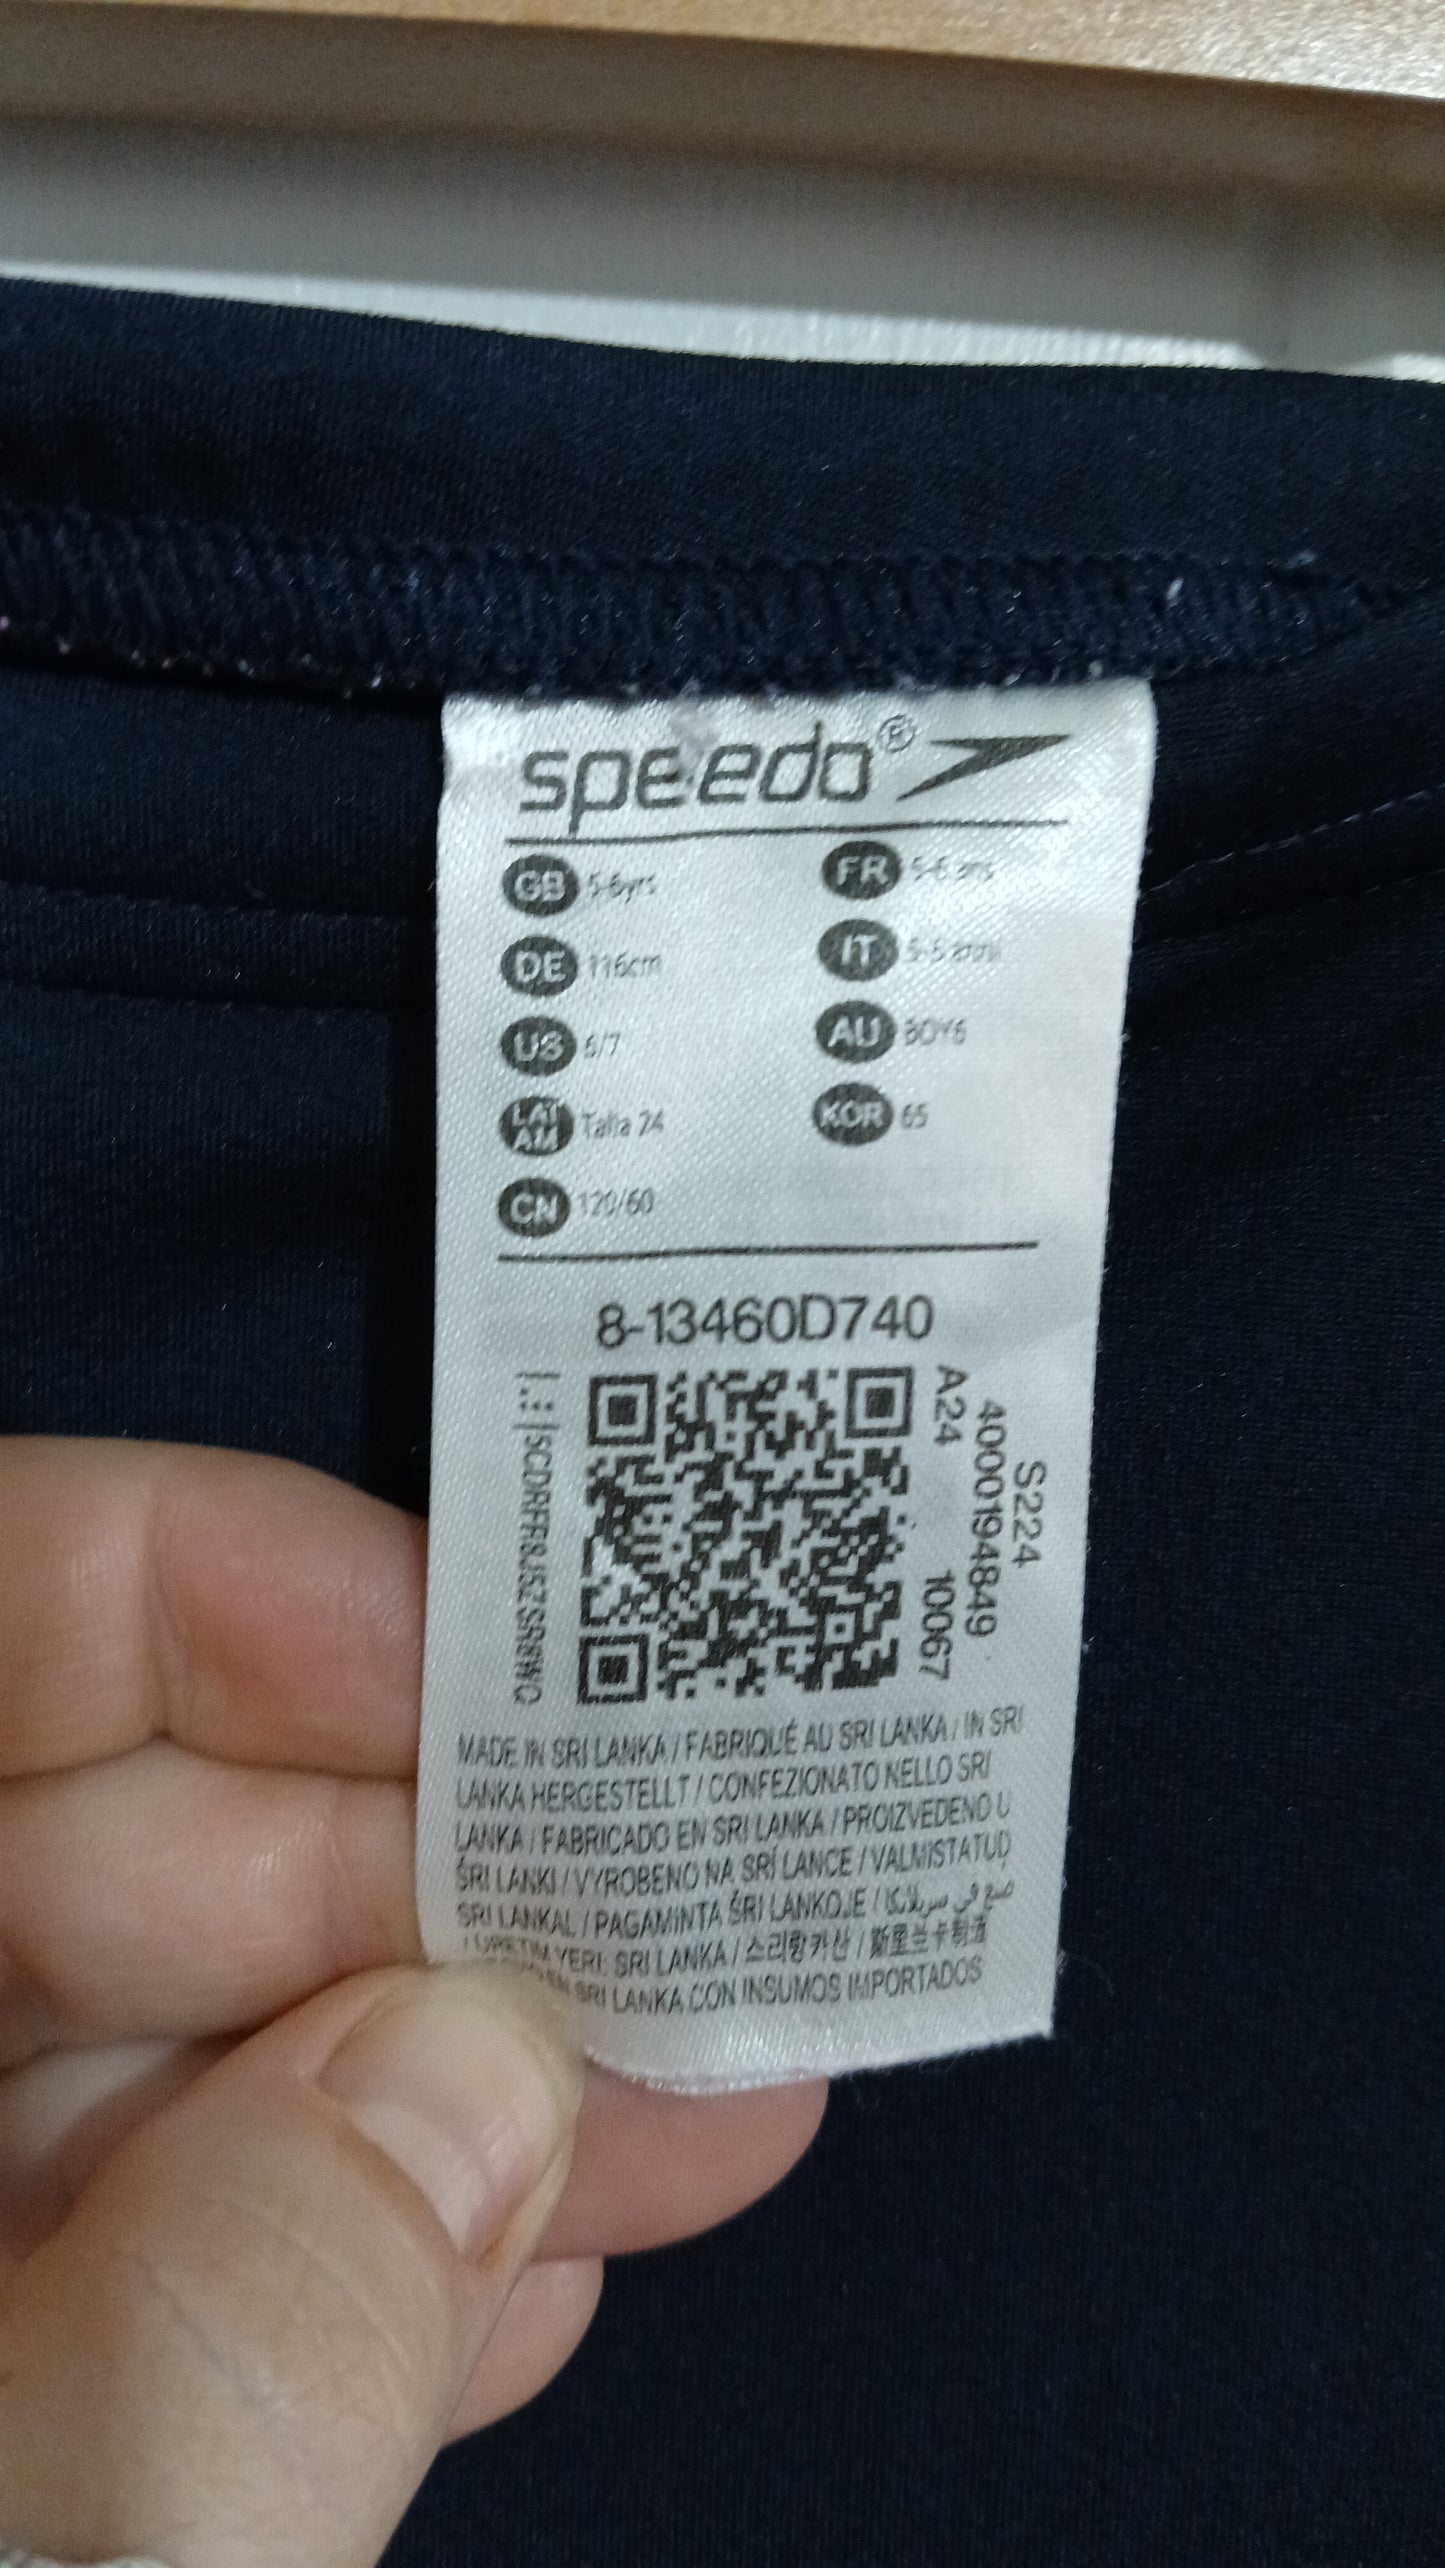 speedo®
GB 5-6yrs FR 5-6 ans
DE 116cm IT 5-6 anni
US 6/7 AU BOY6
LAT AM Talla 24 KOR 65
CN 120/60
8-13460D740
A24 10067
4000194849
S224
MADE IN SRI LANKA / FABRIQUÉ AU SRI LANKA / IN SRI
LANKA HERGESTELLT / CONFEZIONATO NELLO SRI
LANKA / FABRICADO EN SRI LANKA / PROIZVEDENO U
ŠRI LANKI / VYROBENO NA SRÍ LANCE / VALMISTATUD
SRI LANKAL / PAGAMINTA ŠRI LANKOJE / صنع في سريلانكا
/ ÜRETIM YERI: SRI LANKA / 스리랑카산 / 斯里兰卡制造
EN SRI LANKA CON INSUMOS IMPORTADOS